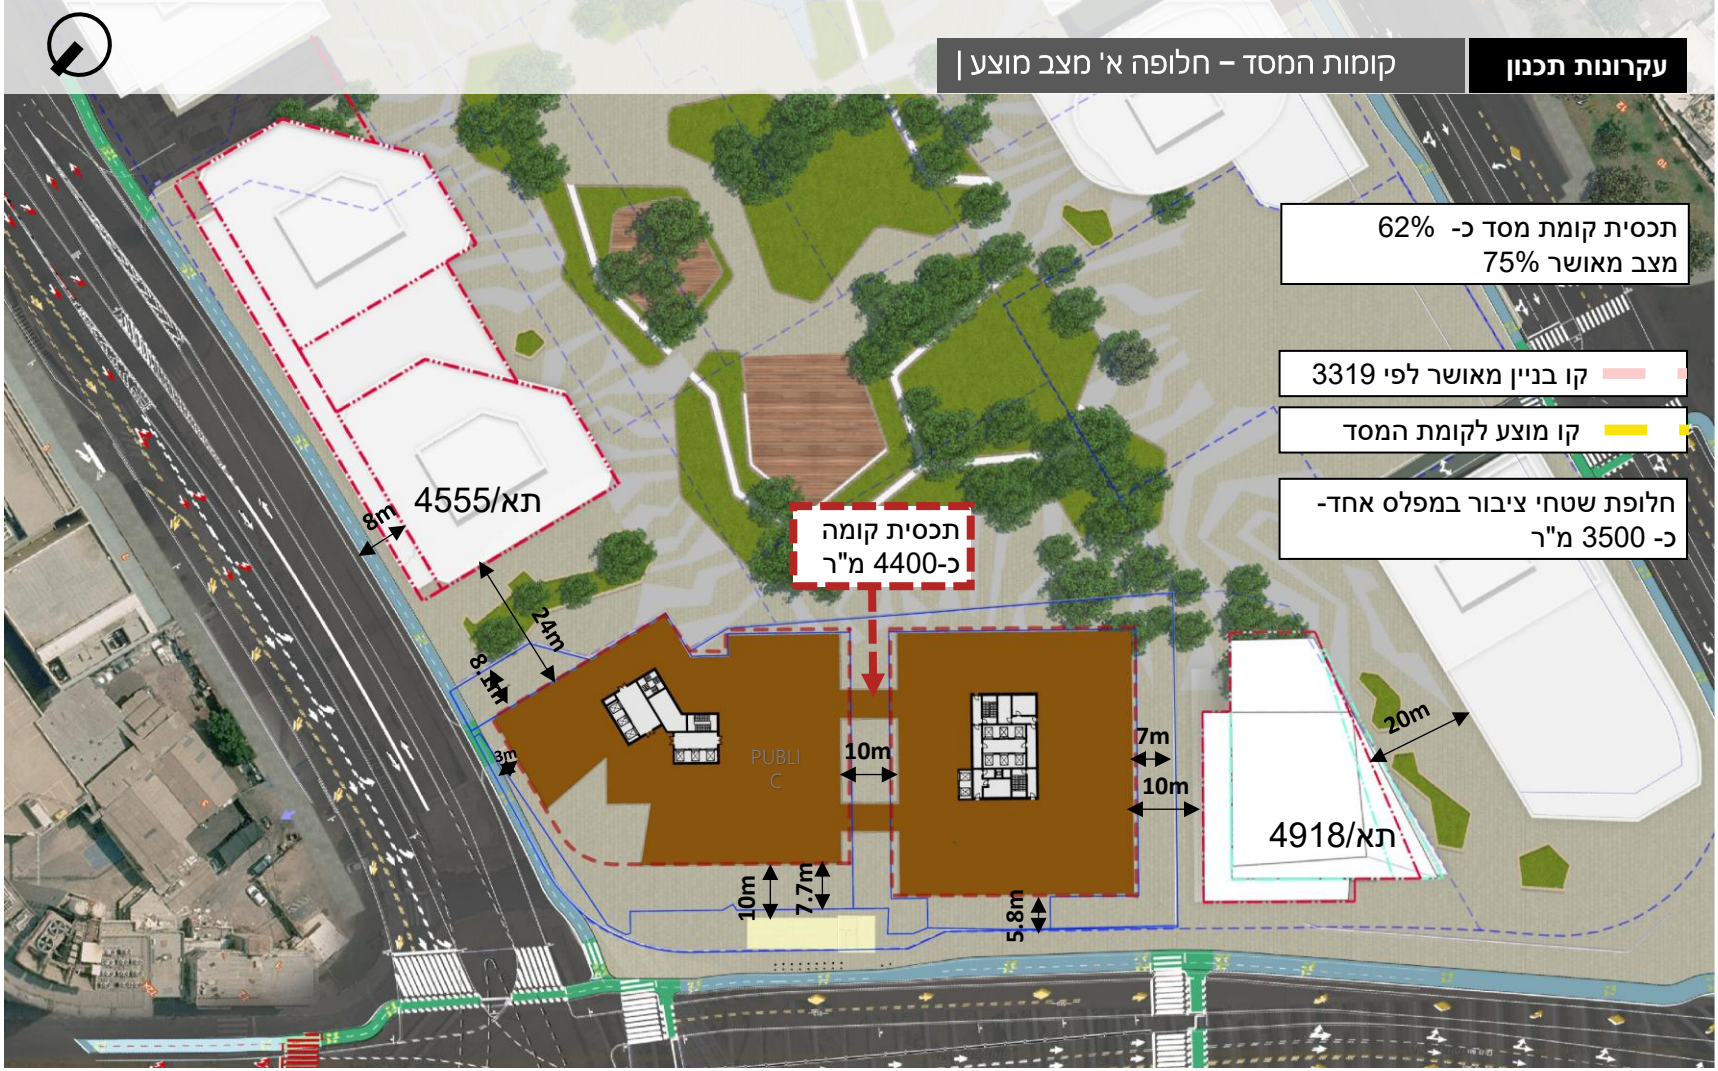 עקרונות תכנון
קומות המסד – חלופה א' מצב מוצע |
תכסית קומת מסד כ- 62%
מצב מאושר 75%
קו בניין מאושר לפי 3319
קו מוצע לקומת המסד
חלופת שטחי ציבור במפלס אחד-
כ- 3500 מ"ר
תא/4555
8m
תכסית קומה
כ-4400 מ"ר
24m
8.1m
3m
PUBLI
C
10m
7m
10m
20m
תא/4918
10m
7.7m
5.8m